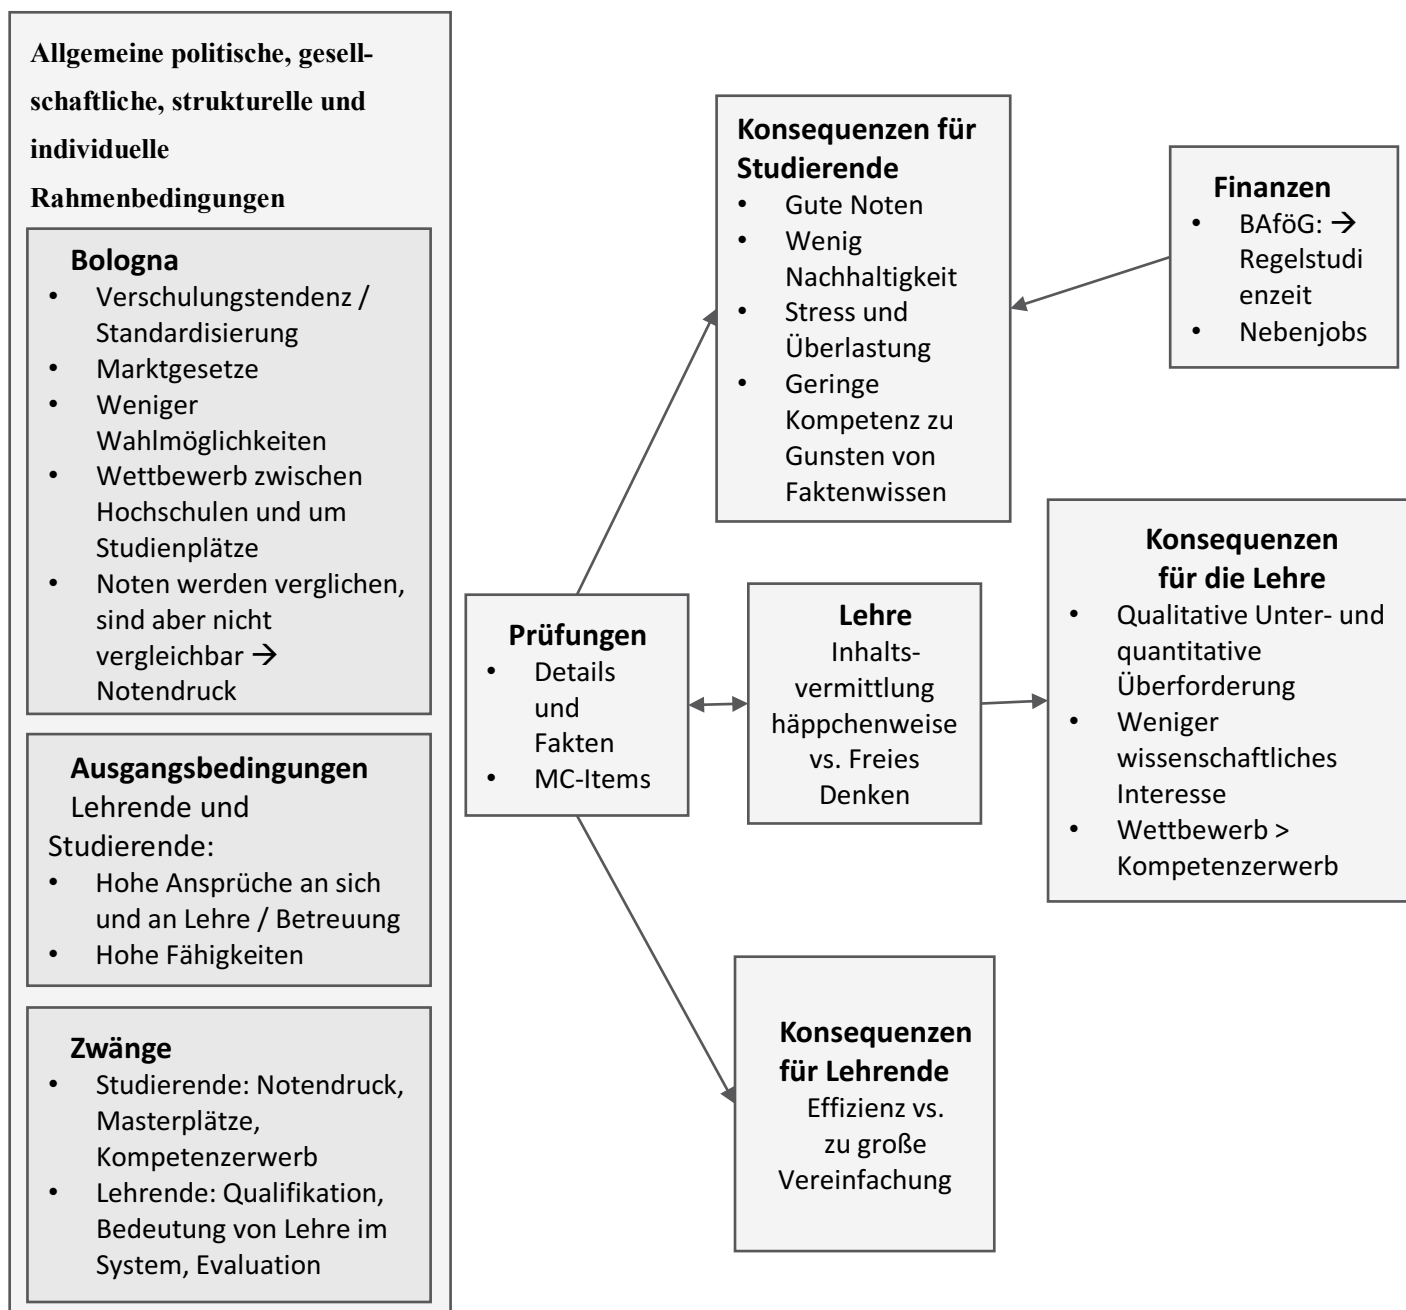 Allgemeine politische, gesell-
schaftliche, strukturelle und
individuelle
Rahmenbedingungen
Bologna
• Verschulungstendenz /
Standardisierung
• Marktgesetze
• Weniger
Wahlmöglichkeiten
• Wettbewerb zwischen
Hochschulen und um
Studienplätze
• Noten werden verglichen,
sind aber nicht
vergleichbar →
Notendruck
Ausgangsbedingungen
Lehrende und
Studierende:
• Hohe Ansprüche an sich
und an Lehre / Betreuung
• Hohe Fähigkeiten
Zwänge
• Studierende: Notendruck,
Masterplätze,
Kompetenzerwerb
• Lehrende: Qualifikation,
Bedeutung von Lehre im
System, Evaluation
Prüfungen
• Details
und
Fakten
• MC-Items
Konsequenzen für
Studierende
• Gute Noten
• Wenig
Nachhaltigkeit
• Stress und
Überlastung
• Geringe
Kompetenz zu
Gunsten von
Faktenwissen
Finanzen
• BAföG: →
Regelstudi
enzeit
• Nebenjobs
Lehre
Inhalts-
vermittlung
häppchenweise
vs. Freies
Denken
Konsequenzen
für die Lehre
• Qualitative Unter- und
quantitative
Überforderung
• Weniger
wissenschaftliches
Interesse
• Wettbewerb >
Kompetenzerwerb
Konsequenzen
für Lehrende
Effizienz vs.
zu große
Vereinfachung